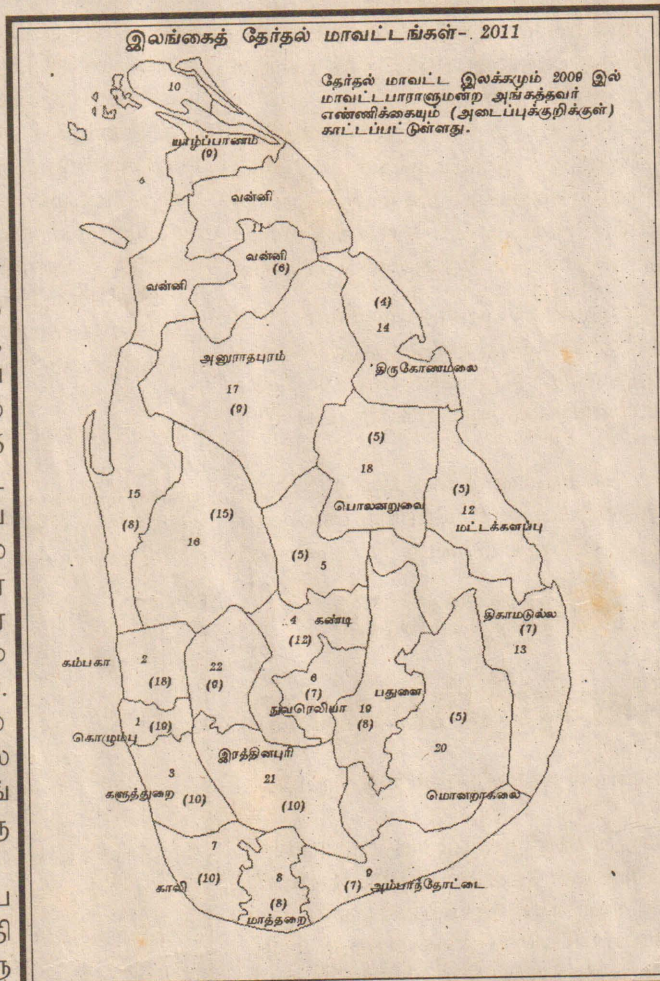 இலங்கைத் தேர்தல் மாவட்டங்கள்-. 2011
தேர்தல் மாவட்ட இலக்கமும் 2009 இல்
மாவட்டபாராளுமன்ற அங்கத்தவர்
எண்ணிக்கையும் (அடைப்புக்குறிக்குள்)
காட்டப்பட்டுள்ளது.
10
யாழ்ப்பாணம்
(9)
வன்னி
11
வன்னி
(6)
வன்னி
(4)
14
திருகோணமலை
அனுராதபுரம்
17
(9)
(5)
18
பொலனறுவை
15
(8)
(15)
16
(5)
12
மட்டக்களப்பு
(5)
5
திகாமடுல்ல
(7)
13
4 கண்டி
(12)
கம்பகா
2
(18)
22
(9)
6
(7)
நுவரெலியா
19
(8)
பதுளை
(5)
20
மொனறாகலை
கொழும்பு
1
(19)
இரத்தினபுரி
21
(10)
3
களுத்துறை
(10)
7
(10)
காலி
8
(8)
மாத்தறை
9
(7) அம்பாந்தோட்டை